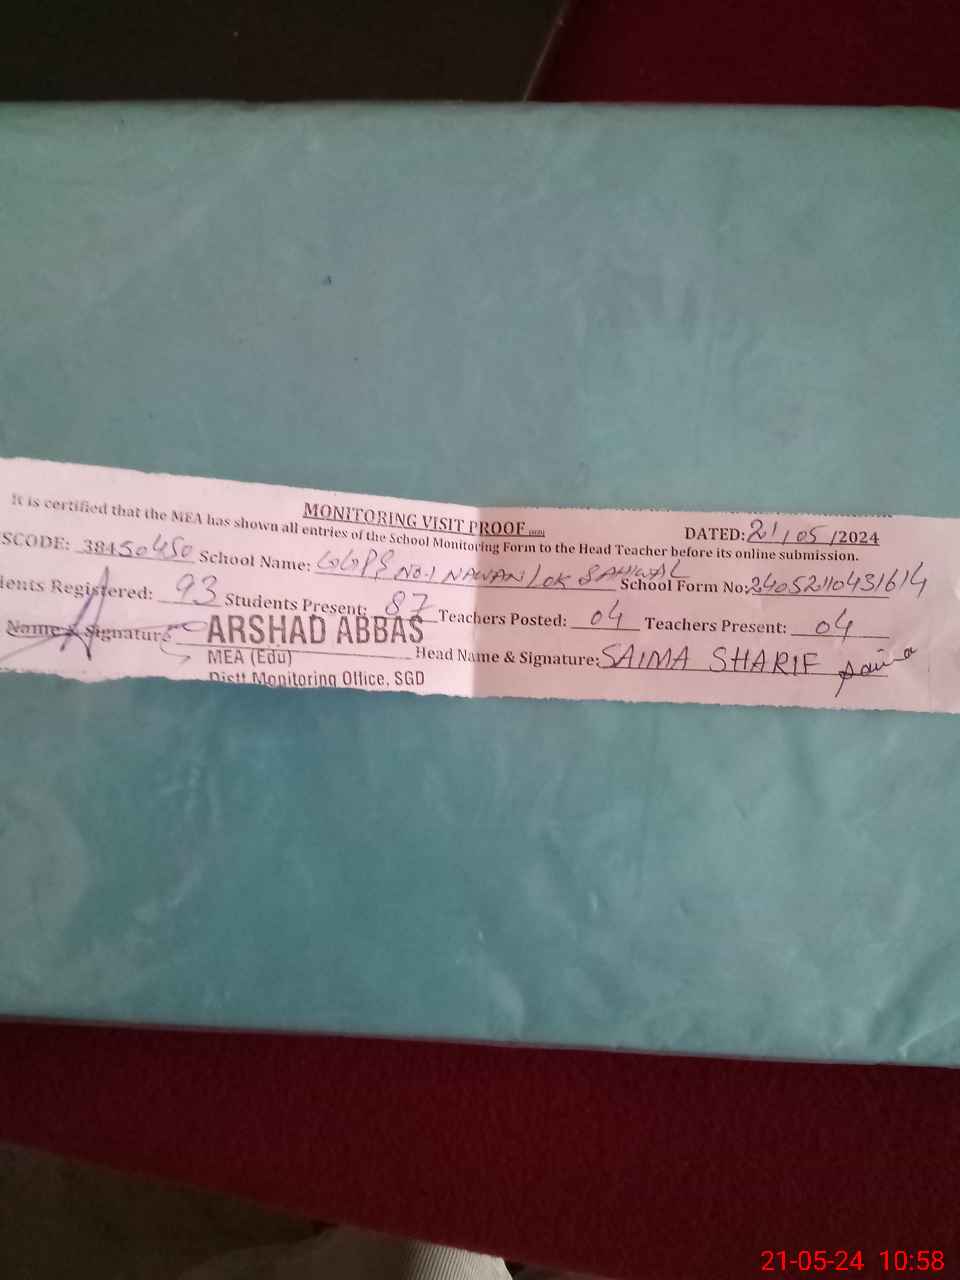 MONITORING VISIT PROOF
DATED: 21/05/2024
It is certified that the MEA has shown all entries of the School Monitoring Form to the Head Teacher before its online submission.
SCODE: 38450450 School Name: GGPS NO.1 NAWAN LOK SAHIWAL School Form No:
ents Registered: 93 Students Present: 87 Teachers Posted: 04 Teachers Present: 04
Name & Signature ARSHAD ABBAS Head Name & Signature: SAIMA SHARIF Saima
MEA (Edu)
Distt Monitoring Office, SGD
21-05-24 10:58